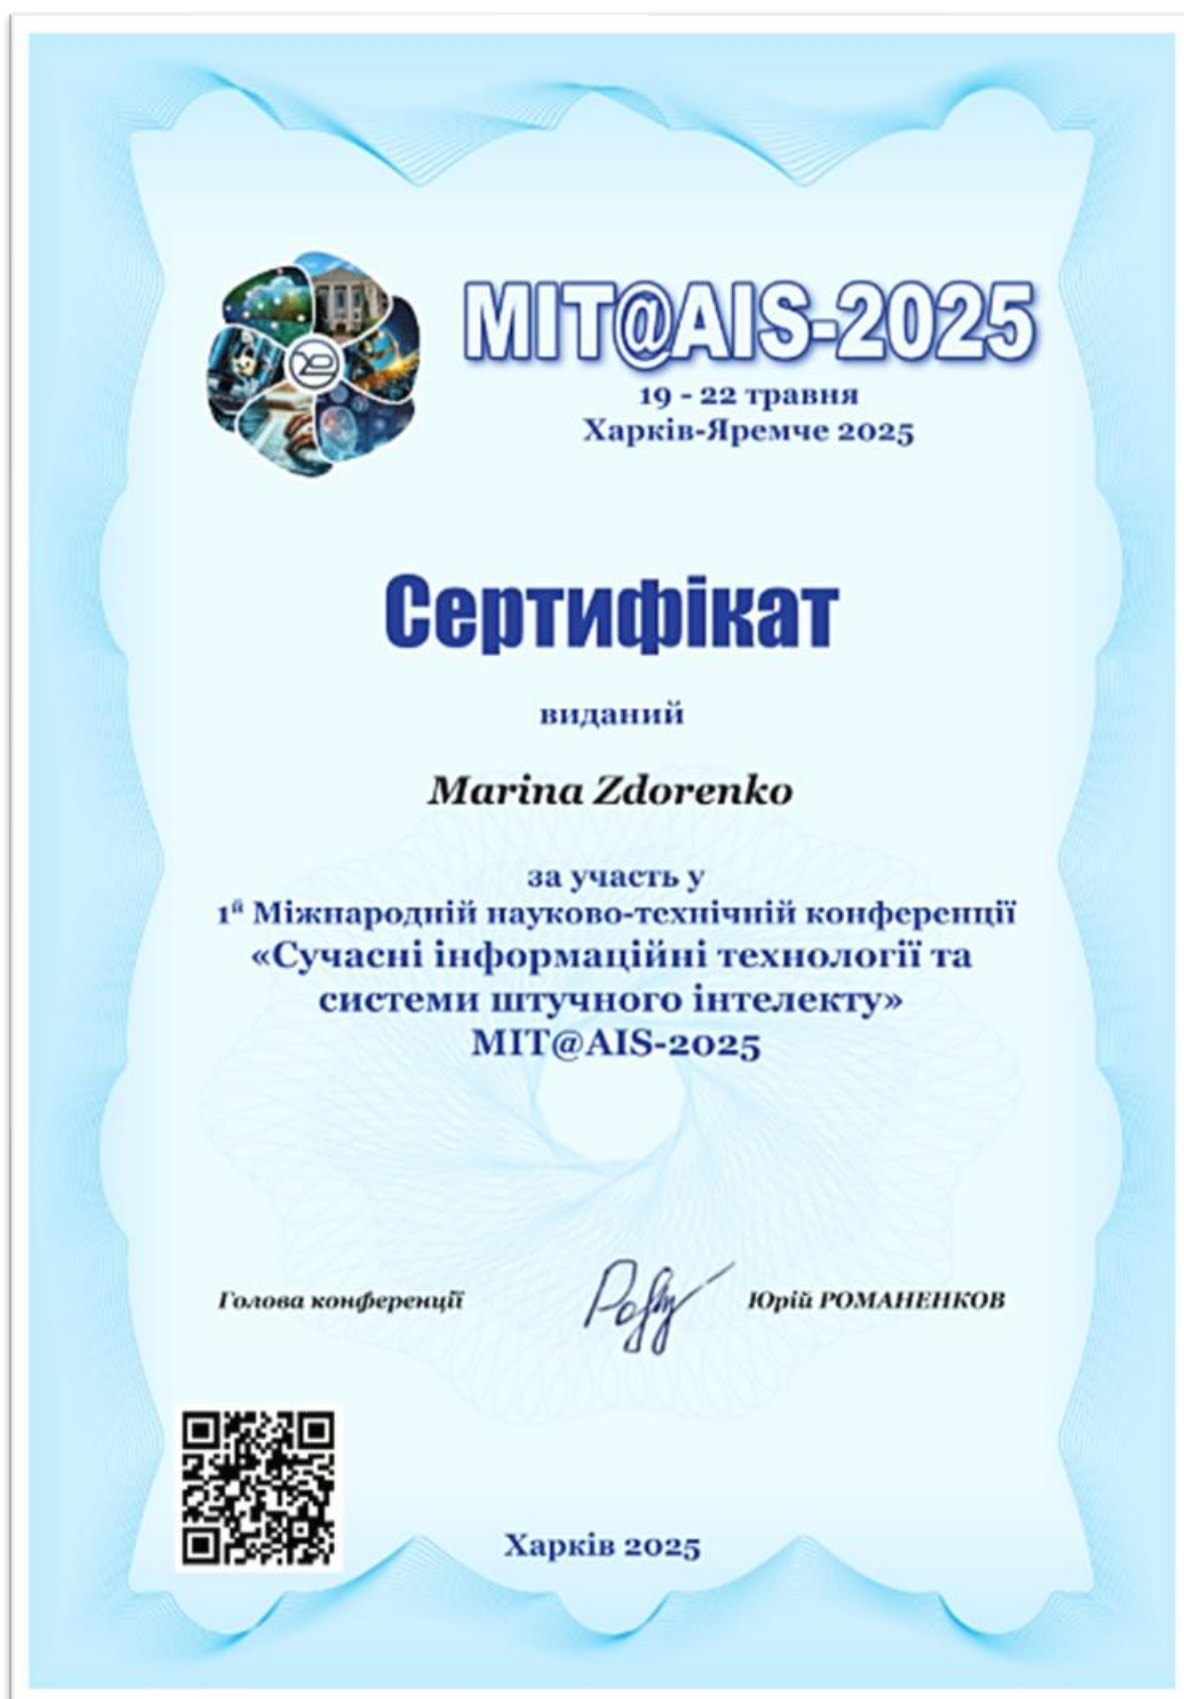 MIT@AIS-2025
19 - 22 травня
Харків-Яремче 2025
Сертифікат
виданий
Marina Zdorenko
за участь у
1й Міжнародній науково-технічній конференції
«Сучасні інформаційні технології та
системи штучного інтелекту»
MIT@AIS-2025
Голова конференції
Юрій РОМАНЕНКОВ
Харків 2025